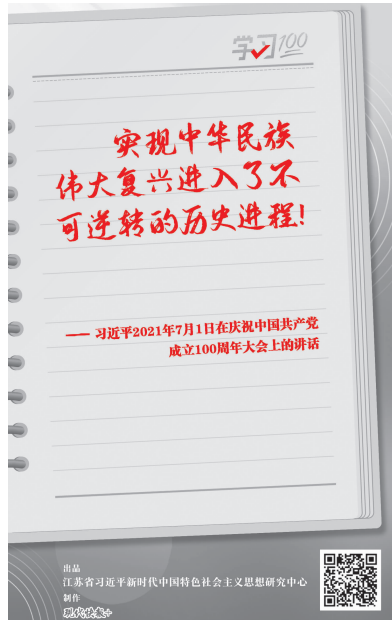 学习100
实现中华民族
伟大复兴进入了不
可逆转的历史进程!
—— 习近平2021年7月1日在庆祝中国共产党
成立100周年大会上的讲话
出品
江苏省习近平新时代中国特色社会主义思想研究中心
制作
现代快报+